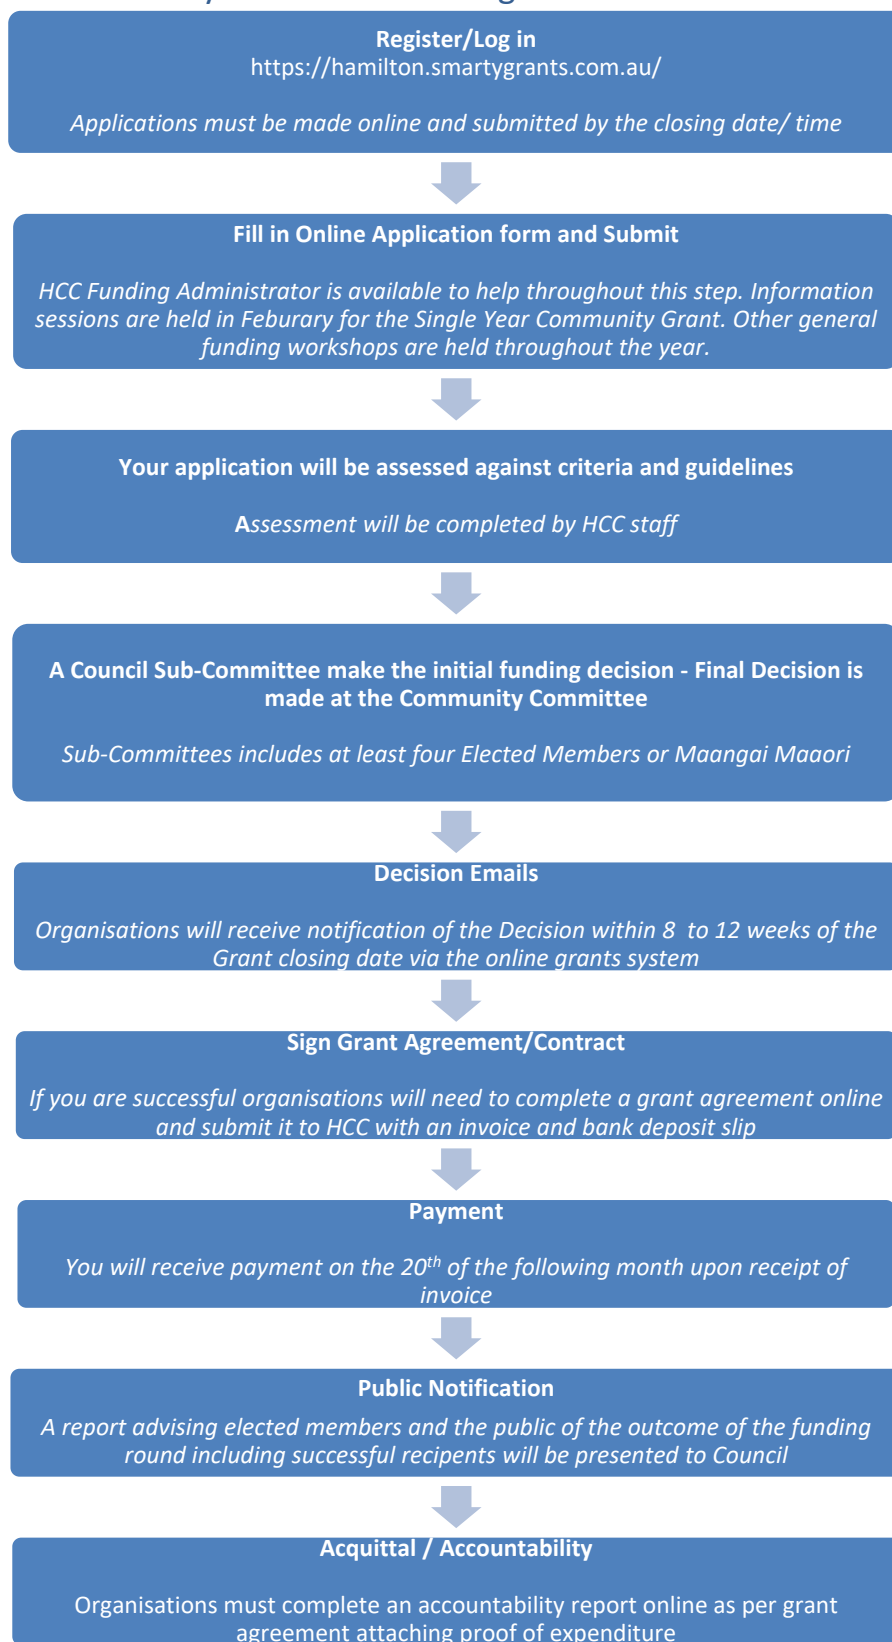 Register/Log in
https://hamilton.smartygrants.com.au/
Applications must be made online and submitted by the closing date/ time
Fill in Online Application form and Submit
HCC Funding Administrator is available to help throughout this step. Information
sessions are held in Feburary for the Single Year Community Grant. Other general
funding workshops are held throughout the year.
Your application will be assessed against criteria and guidelines
Assessment will be completed by HCC staff
A Council Sub-Committee make the initial funding decision - Final Decision is
made at the Community Committee
Sub-Committees includes at least four Elected Members or Maangai Maaori
Decision Emails
Organisations will receive notification of the Decision within 8  to 12 weeks of the
Grant closing date via the online grants system
Sign Grant Agreement/Contract
If you are successful organisations will need to complete a grant agreement online
and submit it to HCC with an invoice and bank deposit slip
Payment
You will receive payment on the 20th of the following month upon receipt of
invoice
Public Notification
A report advising elected members and the public of the outcome of the funding
round including successful recipents will be presented to Council
Acquittal / Accountability
Organisations must complete an accountability report online as per grant
agreement attaching proof of expenditure